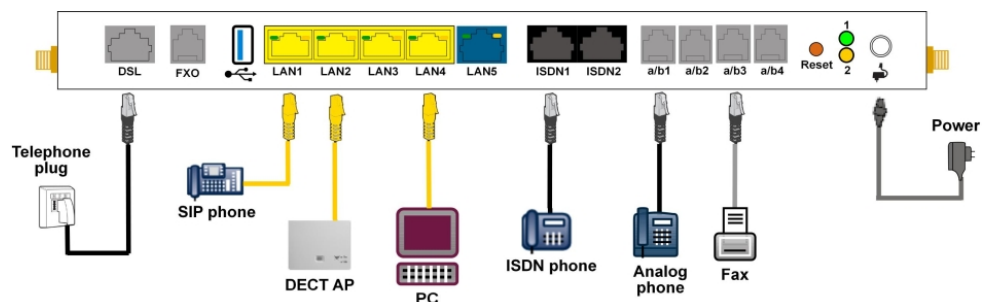 DSL
FXO
LAN1
LAN2
LAN3
LAN4
LAN5
ISDN1
ISDN2
a/b1
a/b2
a/b3
a/b4
Reset
1
2
Telephone
plug
SIP phone
DECT AP
PC
ISDN phone
Analog
phone
Fax
Power